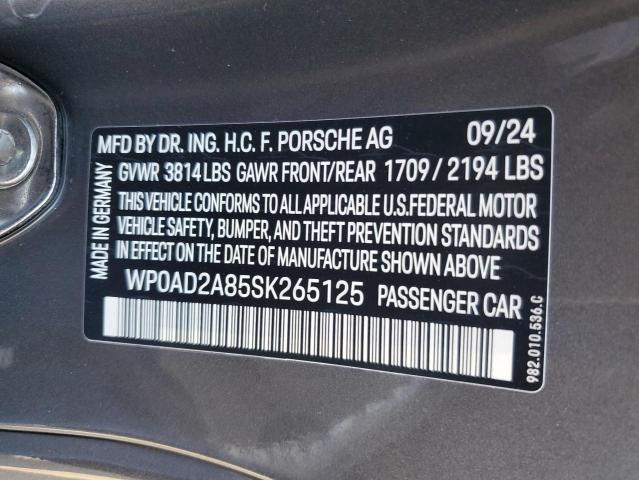 MFD BY DR. ING. H.C. F. PORSCHE AG 09/24
GVWR 3814 LBS GAWR FRONT/REAR 1709/2194 LBS
THIS VEHICLE CONFORMS TO ALL APPLICABLE U.S.FEDERAL MOTOR
VEHICLE SAFETY, BUMPER, AND THEFT PREVENTION STANDARDS
IN EFFECT ON THE DATE OF MANUFACTURE SHOWN ABOVE.
WP0AD2A85SK265125 PASSENGER CAR
MADE IN GERMANY
982.010.536.C